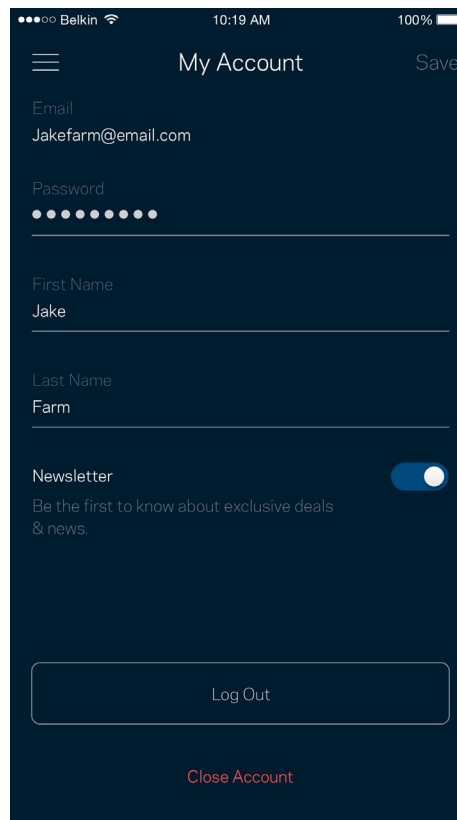 Belkin 10:19 AM 100%
My Account Save
Email
Jakefarm@email.com
Password
First Name
Jake
Last Name
Farm
Newsletter
Be the first to know about exclusive deals
& news.
Log Out
Close Account